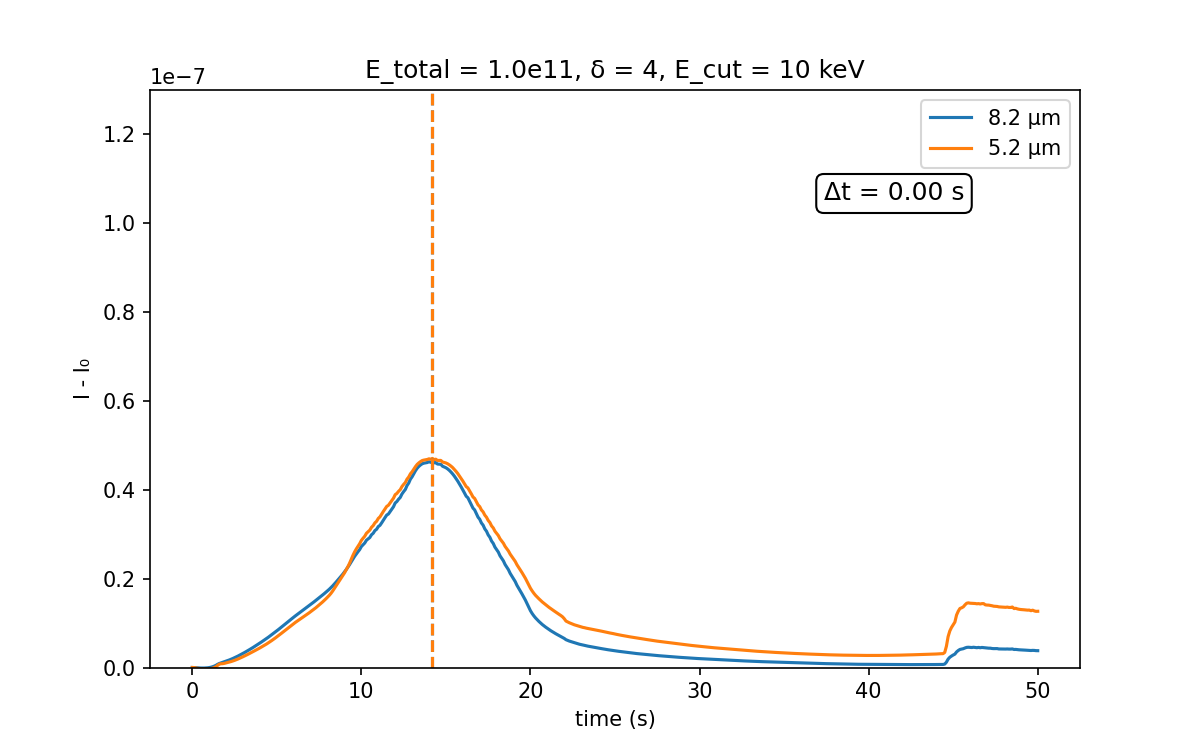 E_total = 1.0e11, δ = 4, E_cut = 10 keV
1e−7
8.2 μm
5.2 μm
Δt = 0.00 s
1.2
1.0
0.8
0.6
0.4
0.2
0.0
I - I₀
0 10 20 30 40 50
time (s)